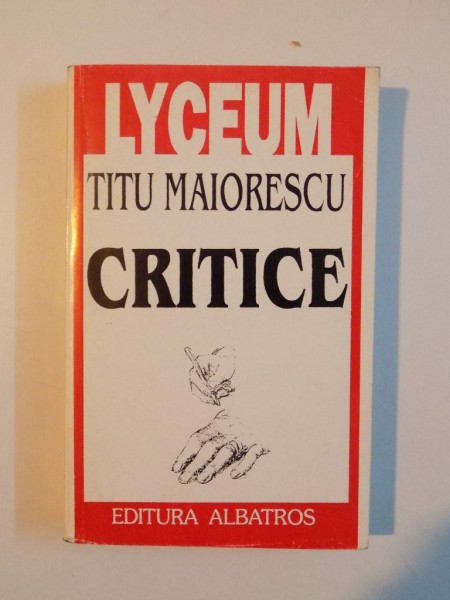 LYCEUM
TITU MAIORESCU
CRITICE
EDITURA ALBATROS